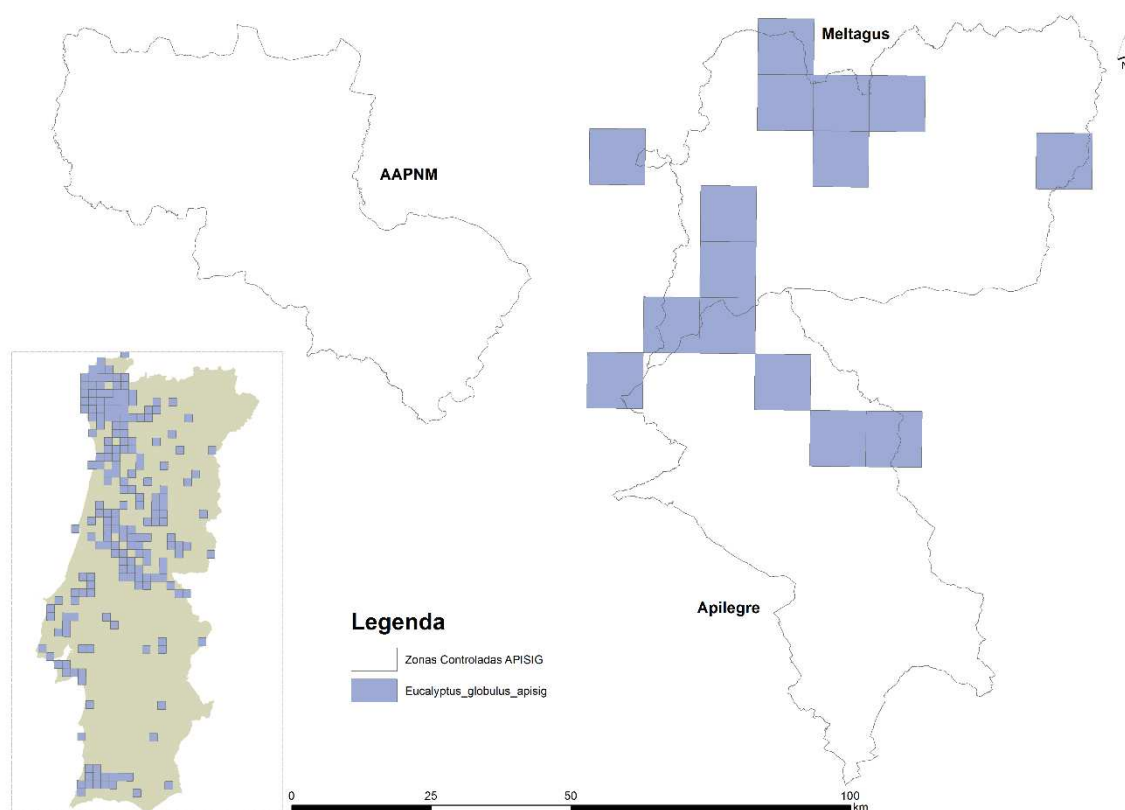 Meltagus
N
AAPNM
Apilegre
Legenda
Zonas Controladas APISIG
Eucalyptus_globulus_apisig
0 25 50 100
km